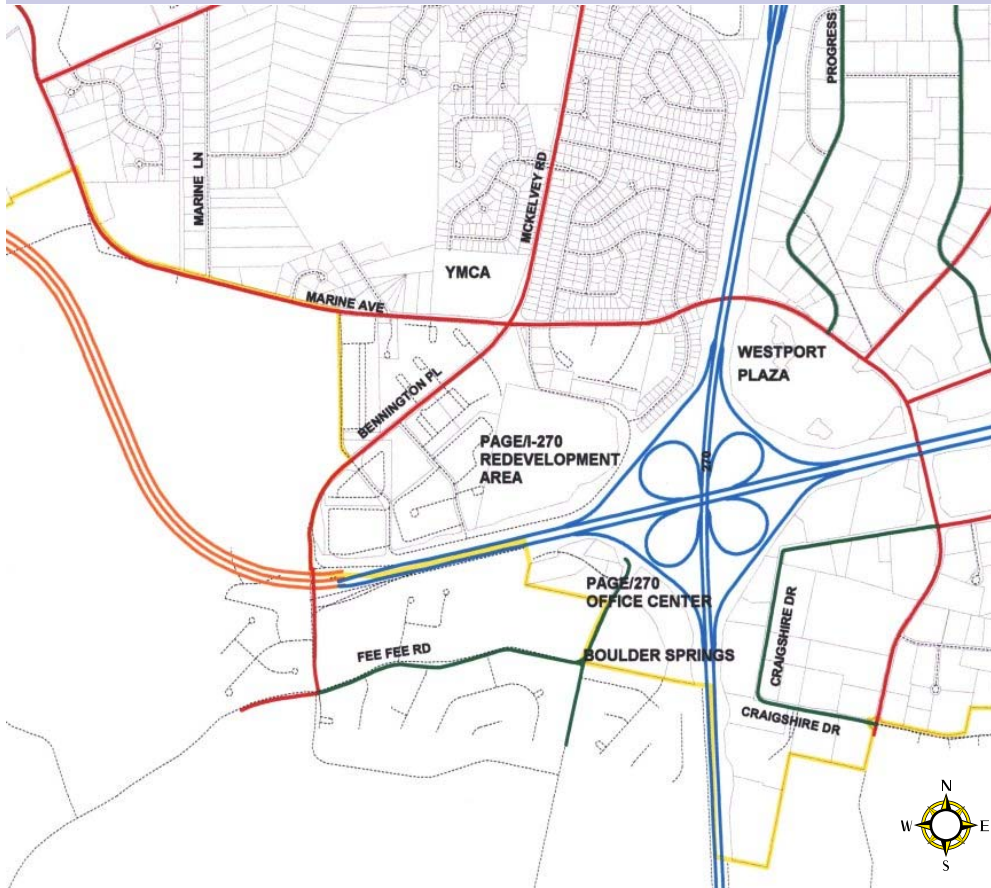 PROGRESS
MARINE LN
MCKELVEY RD
YMCA
MARINE AVE
WESTPORT
PLAZA
BENNINGTON PL
PAGE/I-270
REDEVELOPMENT
AREA
270
PAGE/270
OFFICE CENTER
CRAIGSHIRE DR
FEE FEE RD
BOULDER SPRINGS
CRAIGSHIRE DR
N
W
E
S